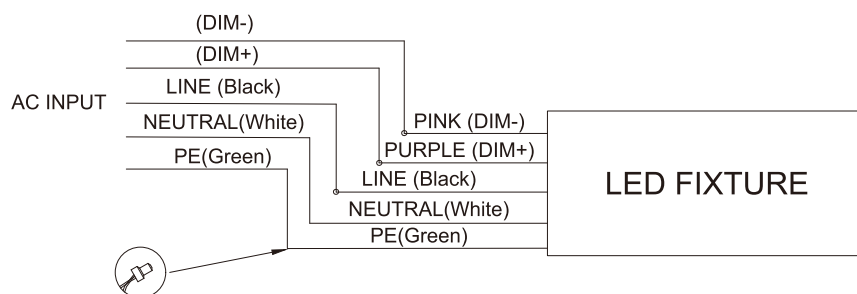 (DIM-)
(DIM+)
LINE (Black)
AC INPUT
NEUTRAL(White)
PE(Green)
PINK (DIM-)
PURPLE (DIM+)
LINE (Black)
NEUTRAL(White)
PE(Green)
LED FIXTURE